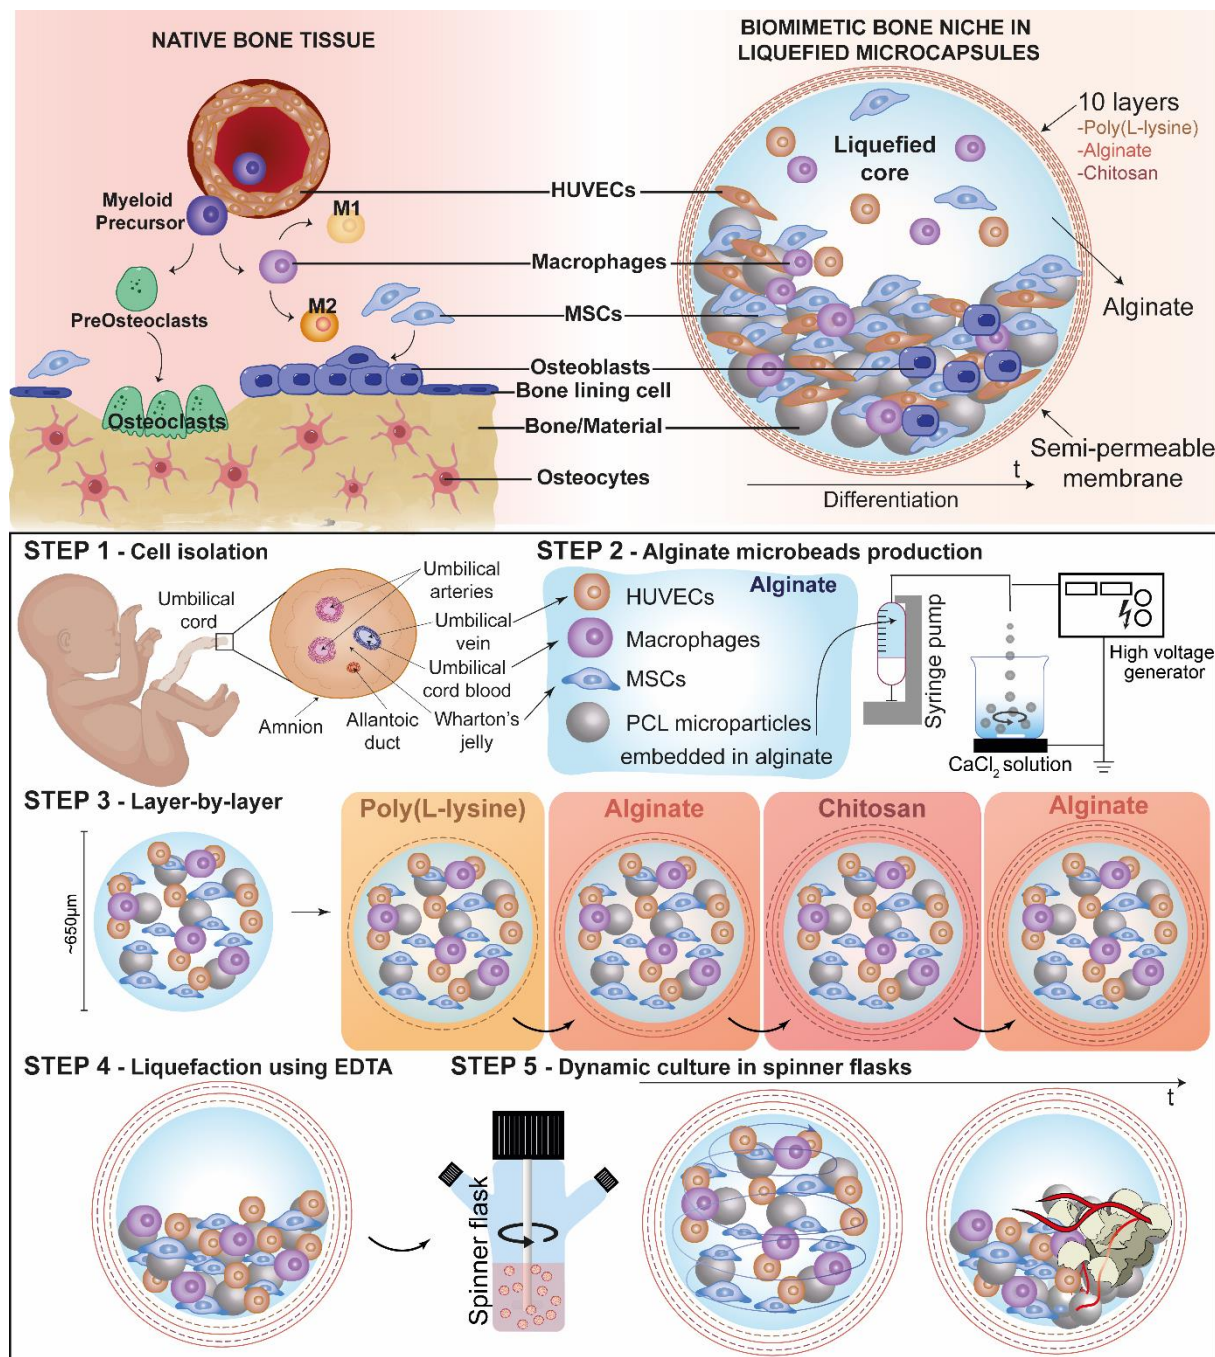 NATIVE BONE TISSUE
BIOMIMETIC BONE NICHE IN
LIQUEFIED MICROCAPSULES
Myeloid
Precursor
M1
M2
PreOsteoclasts
Osteoclasts
HUVECs
Macrophages
MSCs
Osteoblasts
Bone lining cell
Bone/Material
Osteocytes
Liquefied
core
10 layers
-Poly(L-lysine)
-Alginate
-Chitosan
Alginate
Semi-permeable
membrane
t
Differentiation
STEP 1 - Cell isolation
Umbilical
cord
Umbilical
arteries
Umbilical
vein
Umbilical
cord blood
Wharton's
jelly
Allantoic
duct
Amnion
STEP 2 - Alginate microbeads production
Alginate
HUVECs
Macrophages
MSCs
PCL microparticles
embedded in alginate
Syringe pump
High voltage
generator
CaCl₂ solution
STEP 3 - Layer-by-layer
~650μm
Poly(L-lysine)
Alginate
Chitosan
Alginate
STEP 4 - Liquefaction using EDTA
STEP 5 - Dynamic culture in spinner flasks
t
Spinner flask